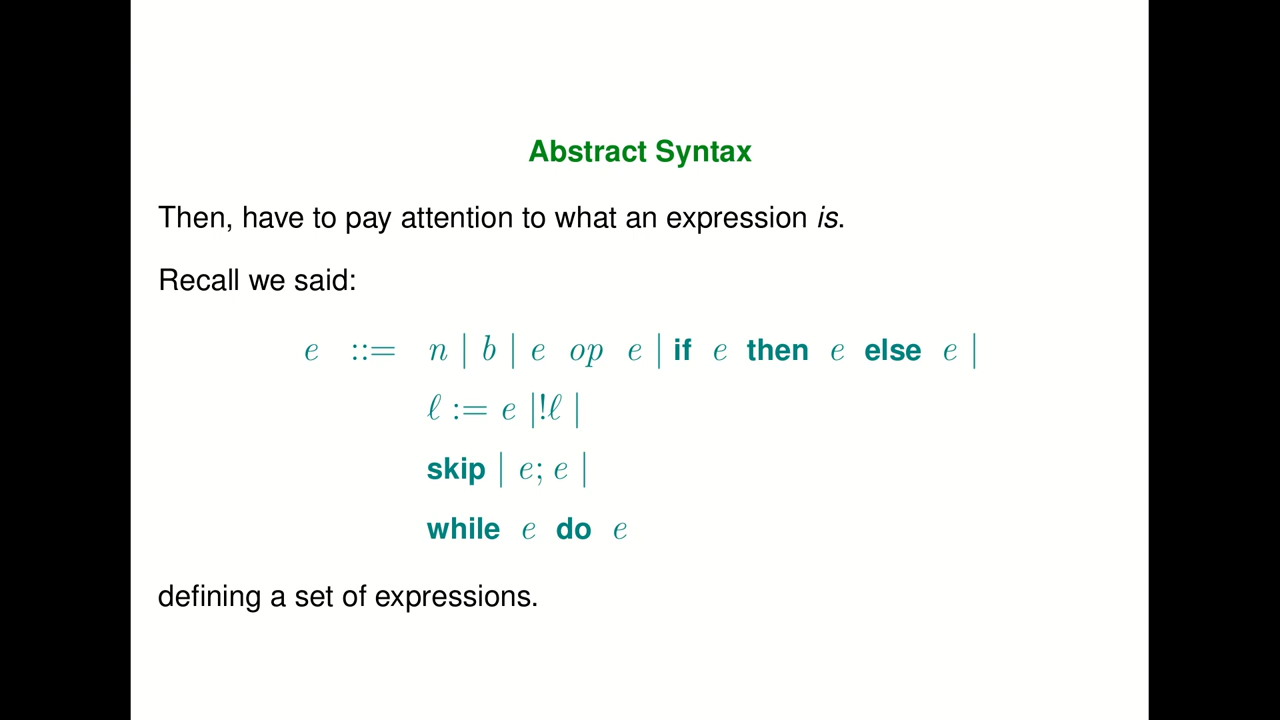 Abstract Syntax
Then, have to pay attention to what an expression is.
Recall we said:
e ::= n | b | e op e | if e then e else e |
ℓ := e |!ℓ |
skip | e; e |
while e do e
defining a set of expressions.